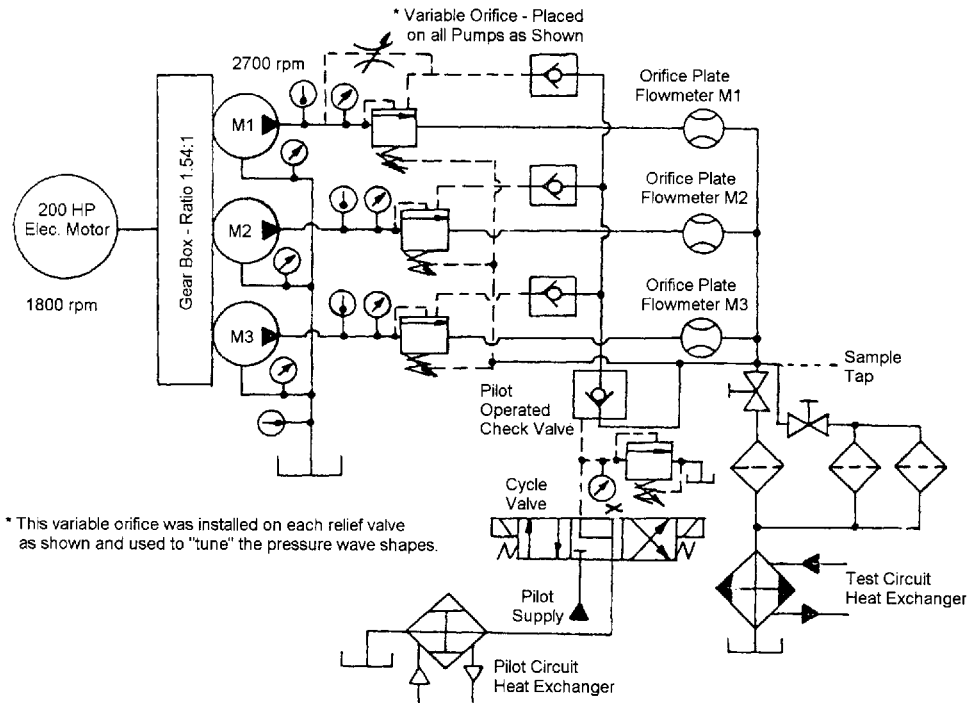 * Variable Orifice - Placed
on all Pumps as Shown
2700 rpm
Orifice Plate
Flowmeter M1
M1
Gear Box - Ratio 1.54:1
200 HP
Elec. Motor
1800 rpm
M2
Orifice Plate
Flowmeter M2
M3
Orifice Plate
Flowmeter M3
Sample
Tap
Pilot
Operated
Check Valve
Cycle
Valve
* This variable orifice was installed on each relief valve
as shown and used to "tune" the pressure wave shapes.
Pilot
Supply
Test Circuit
Heat Exchanger
Pilot Circuit
Heat Exchanger